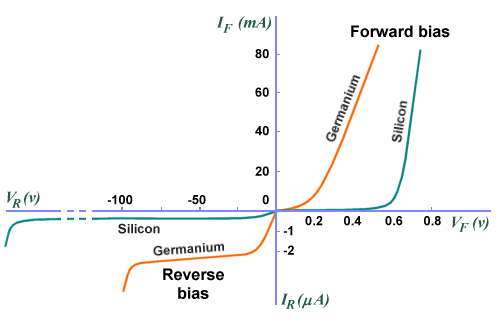 I_F (mA)
Forward bias
80
60
40
20
Germanium
Silicon
V_R (v)
-100
-50
0
0.2
0.4
0.6
0.8
V_F (v)
Silicon
-1
-2
Germanium
Reverse
bias
I_R (μA)